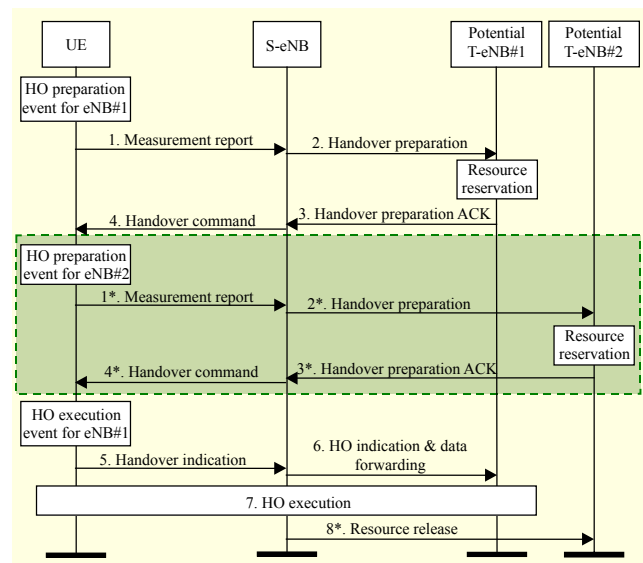 UE
S-eNB
Potential
T-eNB#1
Potential
T-eNB#2
HO preparation
event for eNB#1
1. Measurement report
2. Handover preparation
Resource
reservation
3. Handover preparation ACK
4. Handover command
HO preparation
event for eNB#2
1*. Measurement report
2*. Handover preparation
Resource
reservation
3*. Handover preparation ACK
4*. Handover command
HO execution
event for eNB#1
5. Handover indication
6. HO indication & data
forwarding
7. HO execution
8*. Resource release